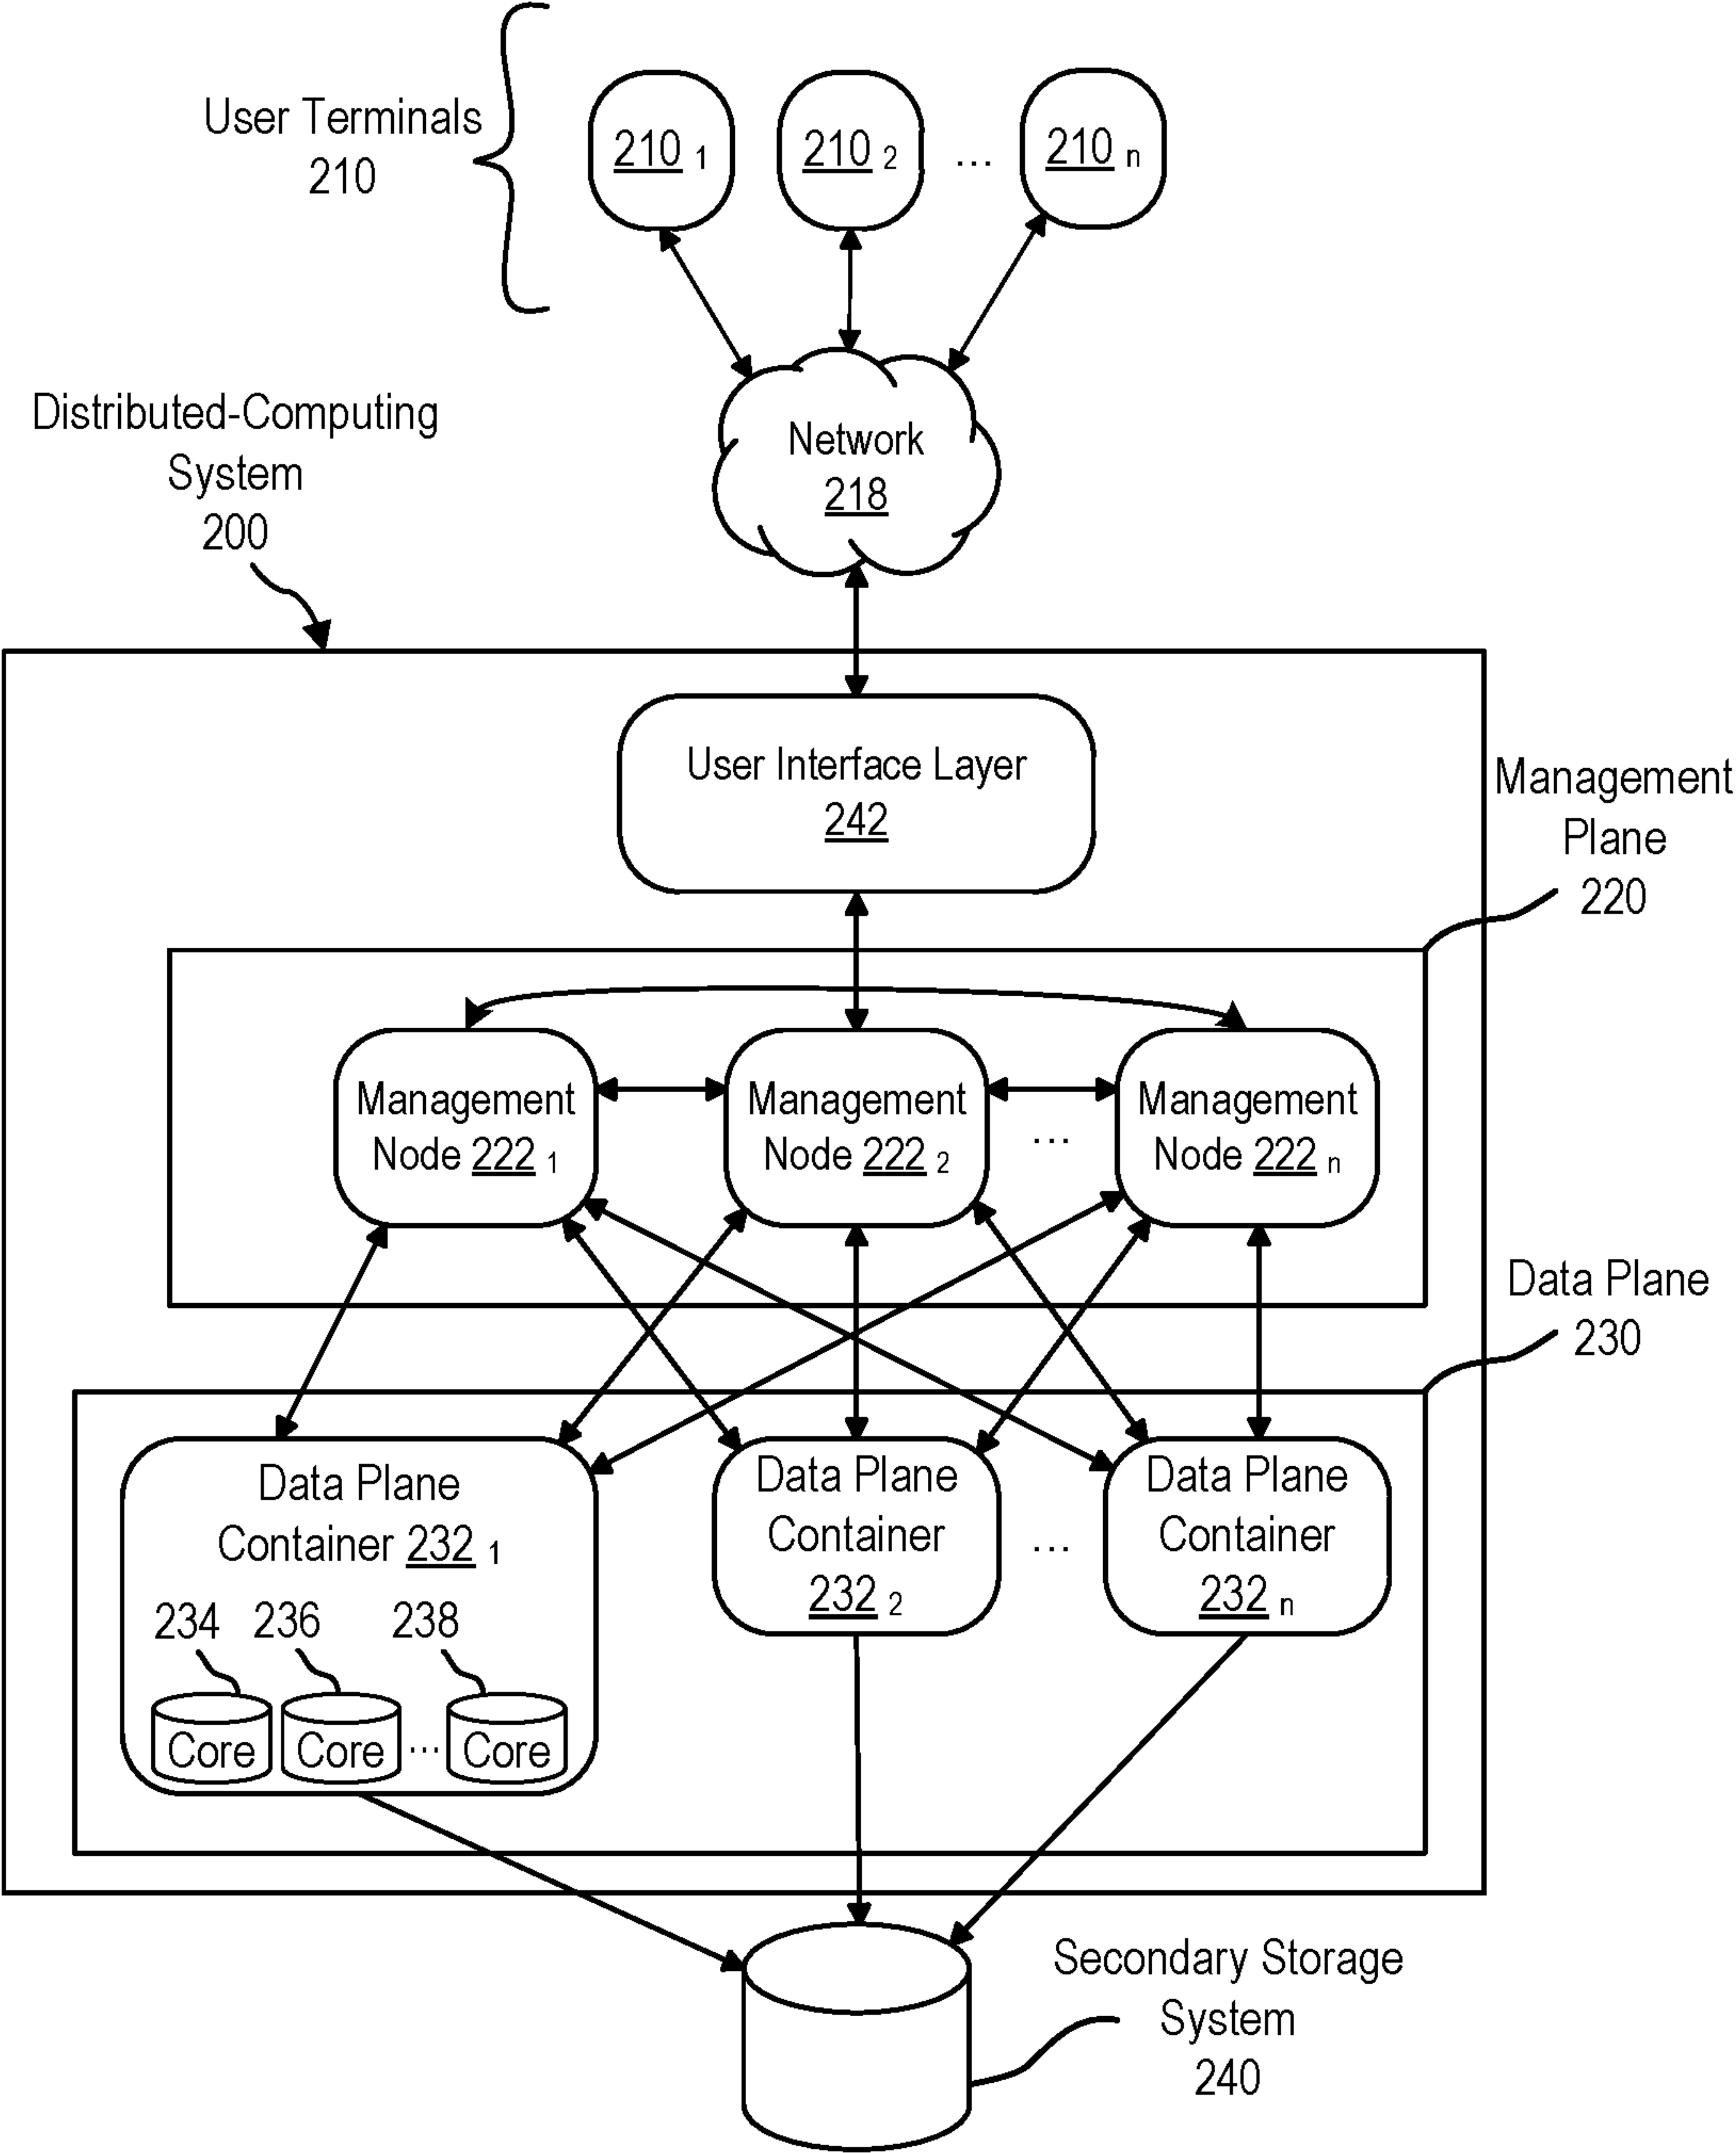 User Terminals
210
210 1
210 2
...
210 n
Distributed-Computing
System
200
Network
218
User Interface Layer
242
Management
Plane
220
Management
Node 222 1
Management
Node 222 2
...
Management
Node 222 n
Data Plane
230
Data Plane
Container 232 1
234
236
238
Core
Core
...
Core
Data Plane
Container
232 2
...
Data Plane
Container
232 n
Secondary Storage
System
240